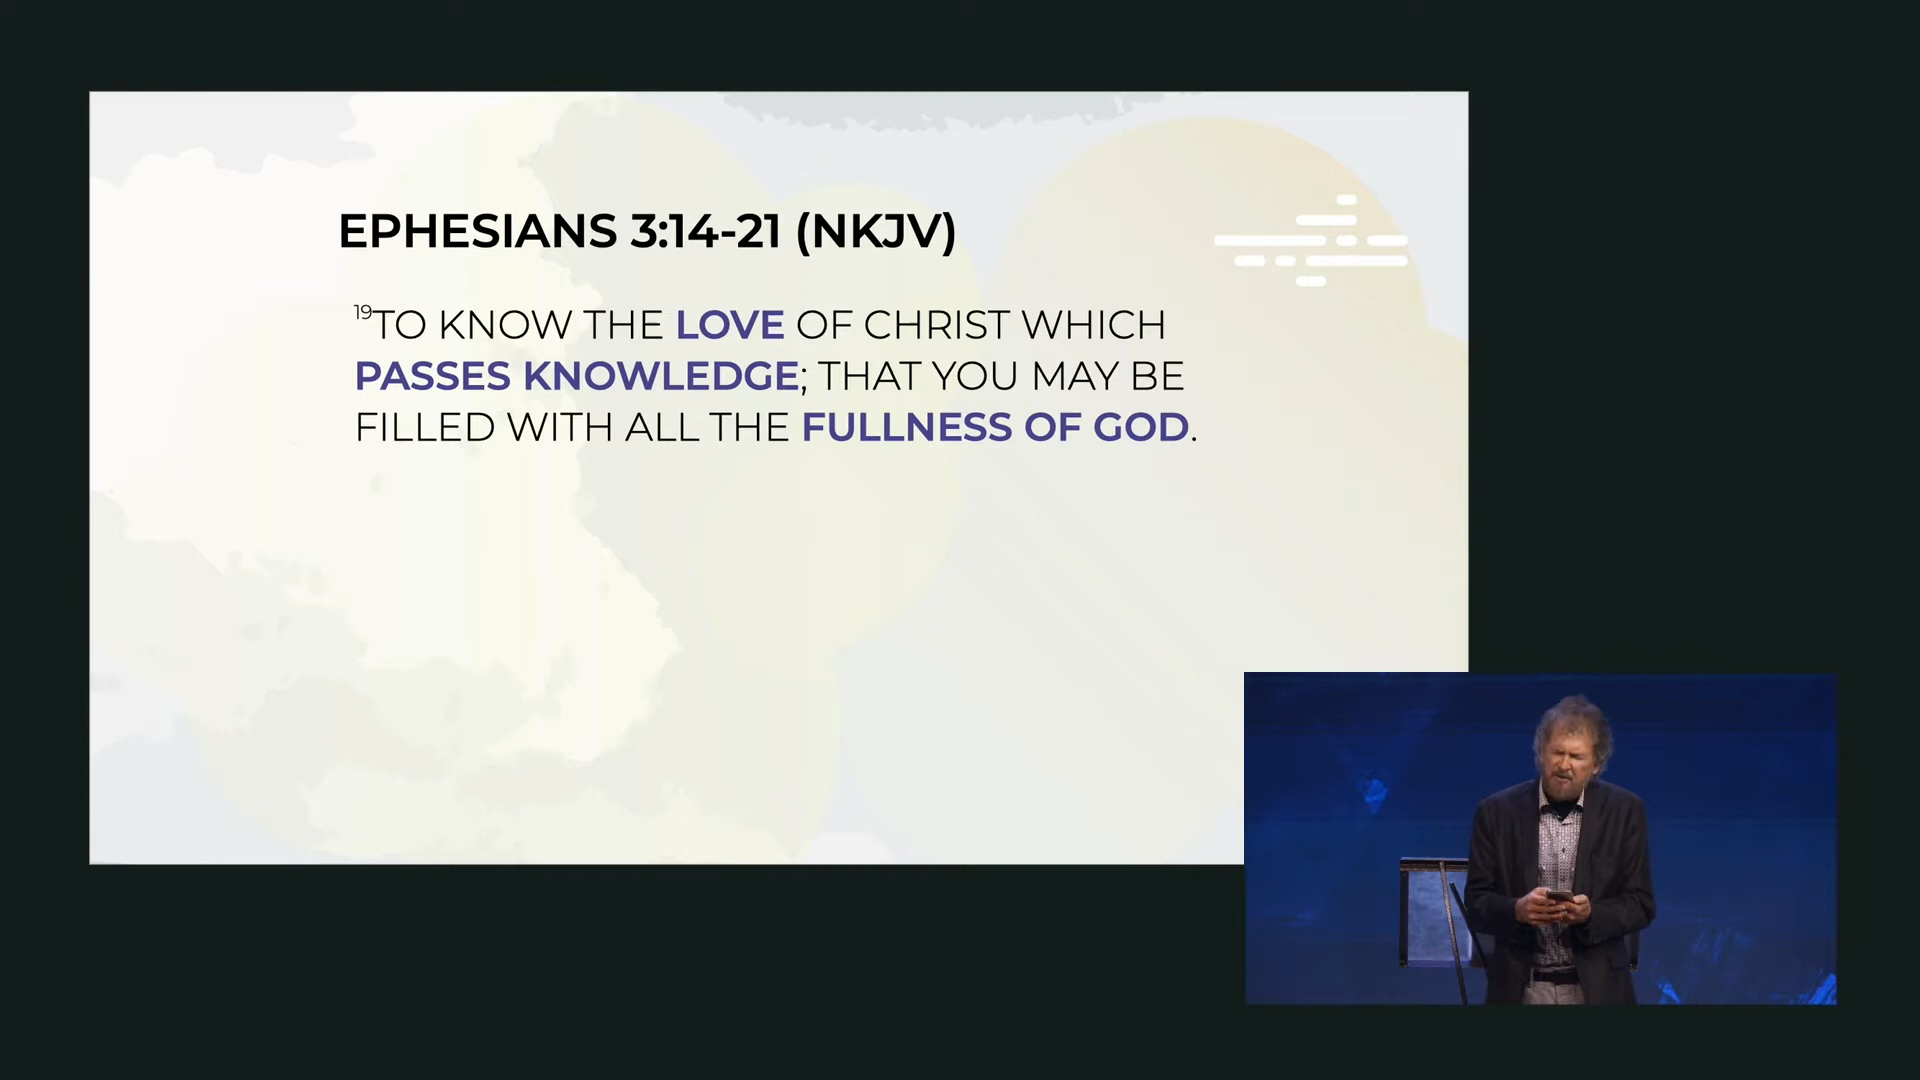 EPHESIANS 3:14-21 (NKJV)
19TO KNOW THE LOVE OF CHRIST WHICH
PASSES KNOWLEDGE; THAT YOU MAY BE
FILLED WITH ALL THE FULLNESS OF GOD.